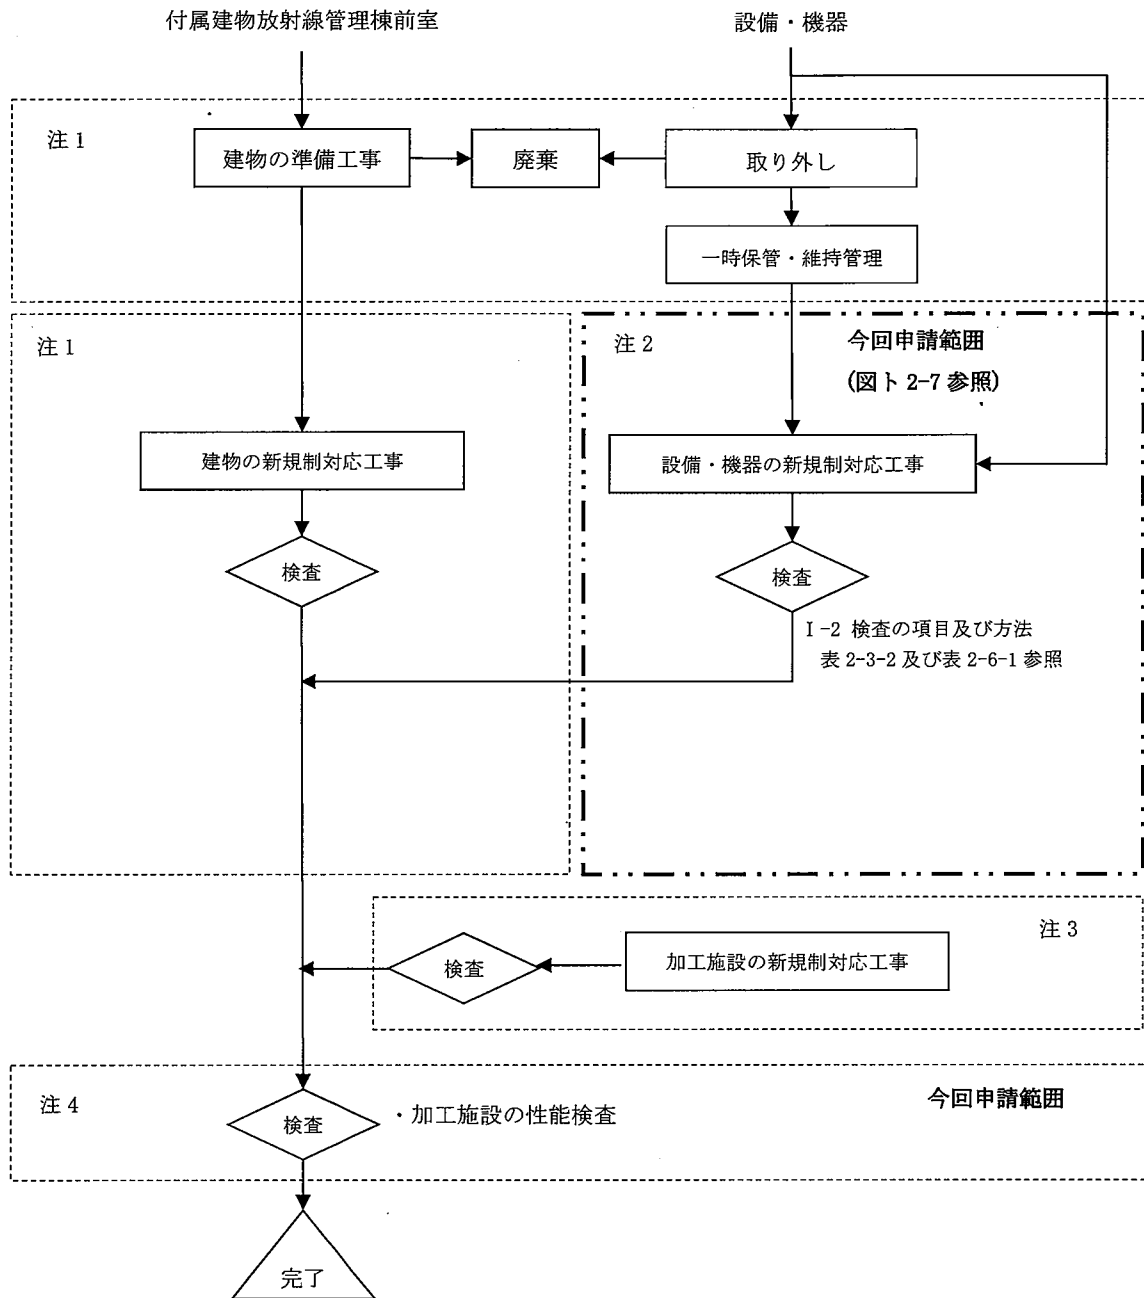 付属建物放射線管理棟前室
設備・機器
注 1
建物の準備工事
廃棄
取り外し
一時保管・維持管理
注 1
注 2
今回申請範囲
(図ト 2-7 参照)
建物の新規制対応工事
設備・機器の新規制対応工事
検査
検査
Ⅰ-2 検査の項目及び方法
表 2-3-2 及び表 2-6-1 参照
注 3
検査
加工施設の新規制対応工事
注 4
検査
・加工施設の性能検査
今回申請範囲
完了